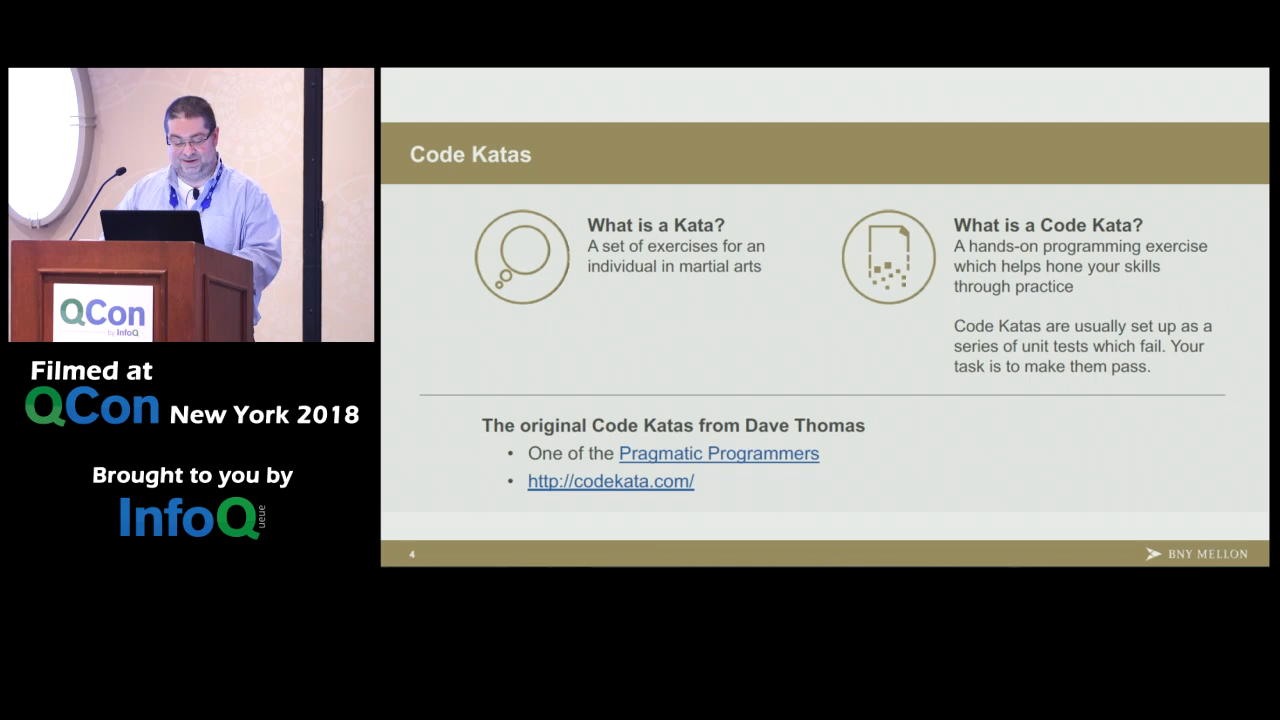 QCon
by InfoQ
Filmed at
QCon New York 2018
Brought to you by
InfoQ
ueue
Code Katas
What is a Kata?
A set of exercises for an
individual in martial arts
What is a Code Kata?
A hands-on programming exercise
which helps hone your skills
through practice
Code Katas are usually set up as a
series of unit tests which fail. Your
task is to make them pass.
The original Code Katas from Dave Thomas
• One of the Pragmatic Programmers
• http://codekata.com/
4
BNY MELLON